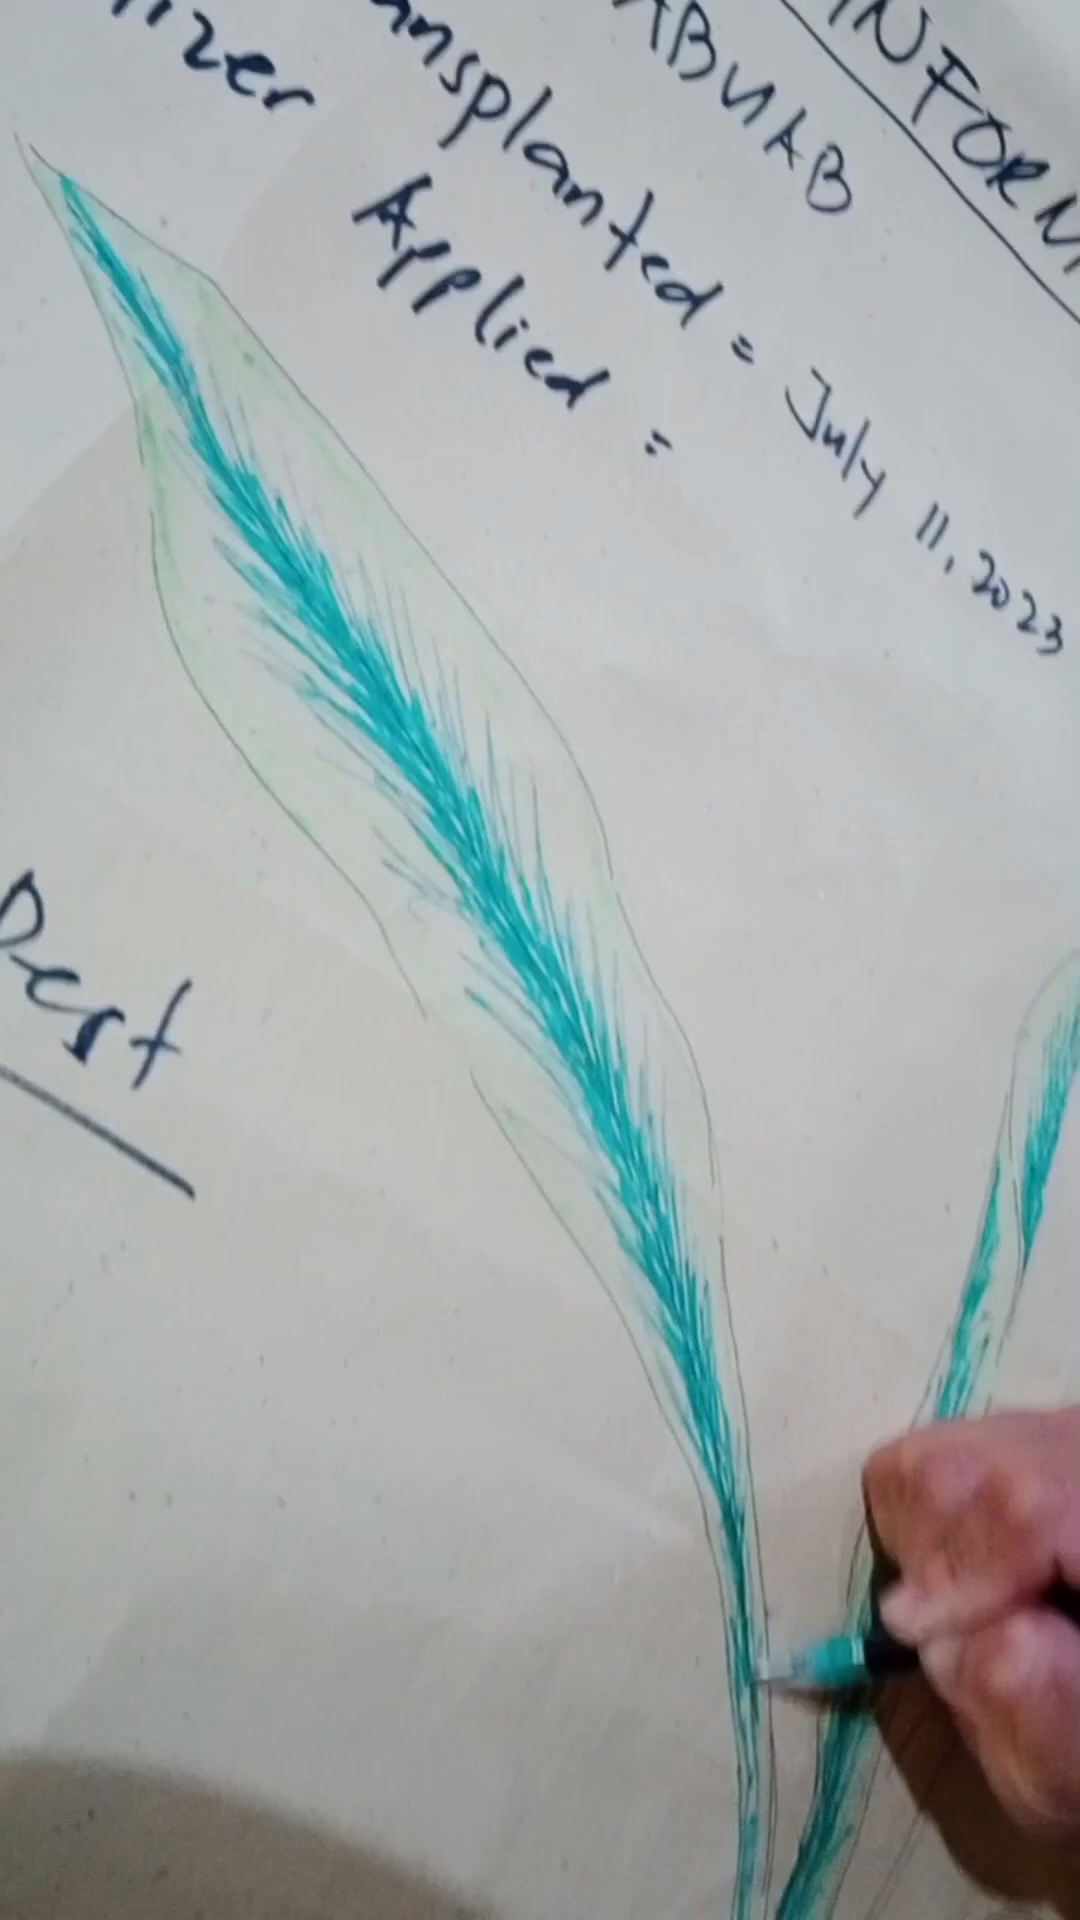 INFORM
ABUAB
ansplanted = July 11, 2023
izer Applied =
Pest